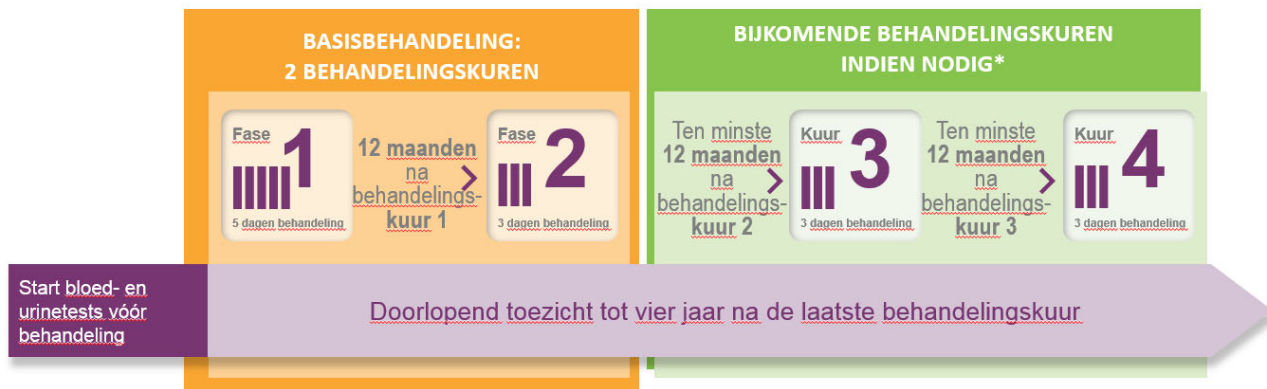 BASISBEHANDELING:
2 BEHANDELINGSKUREN
BIJKOMENDE BEHANDELINGSKUREN
INDIEN NODIG*
Fase
1
5 dagen behandeling
12 maanden
na
behandelings-
kuur 1
Fase
2
3 dagen behandeling
Ten minste
12 maanden
na
behandelings-
kuur 2
Kuur
3
3 dagen behandeling
Ten minste
12 maanden
na
behandelings-
kuur 3
Kuur
4
3 dagen behandeling
Start bloed- en
urinetests vóór
behandeling
Doorlopend toezicht tot vier jaar na de laatste behandelingskuur